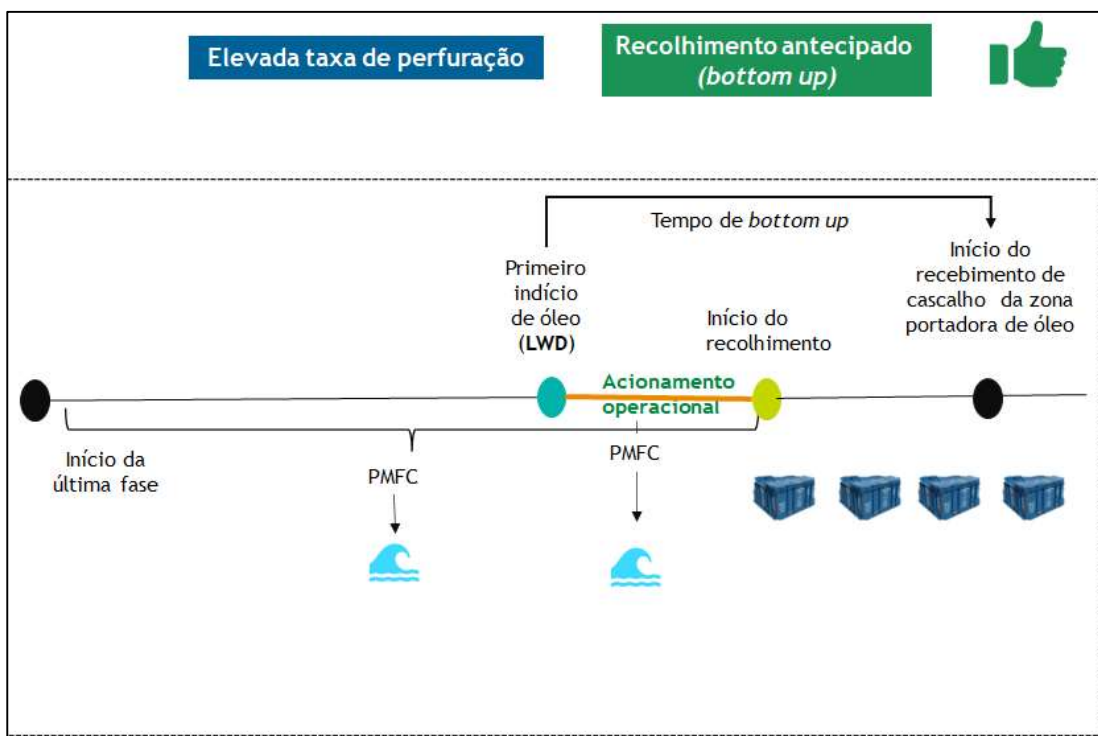 Elevada taxa de perfuração
Recolhimento antecipado
(bottom up)
Tempo de bottom up
Primeiro
indício
de óleo
(LWD)
Início do
recolhimento
Início do
recebimento de
cascalho da zona
portadora de óleo
Acionamento
operacional
Início da
última fase
PMFC
PMFC